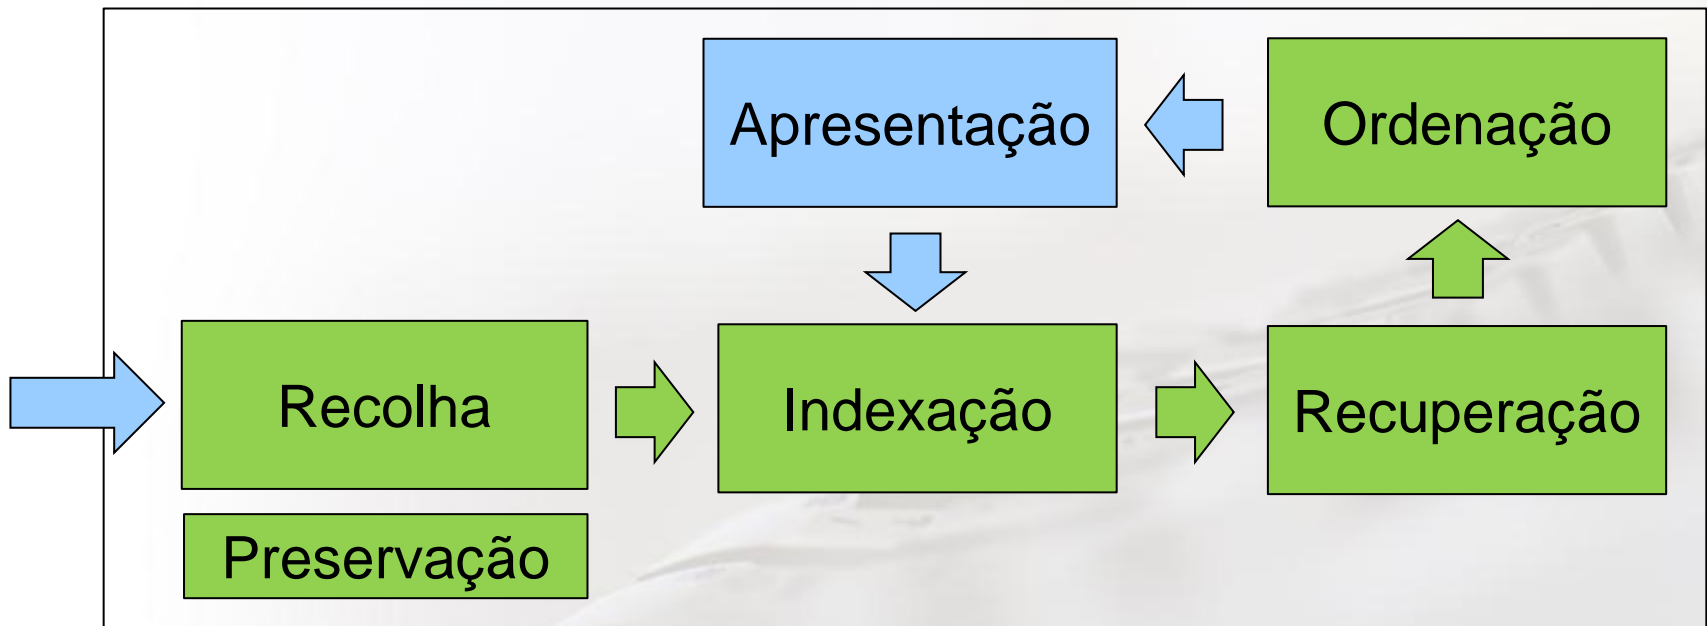 Apresentação
Ordenação
Recolha
Indexação
Recuperação
Preservação